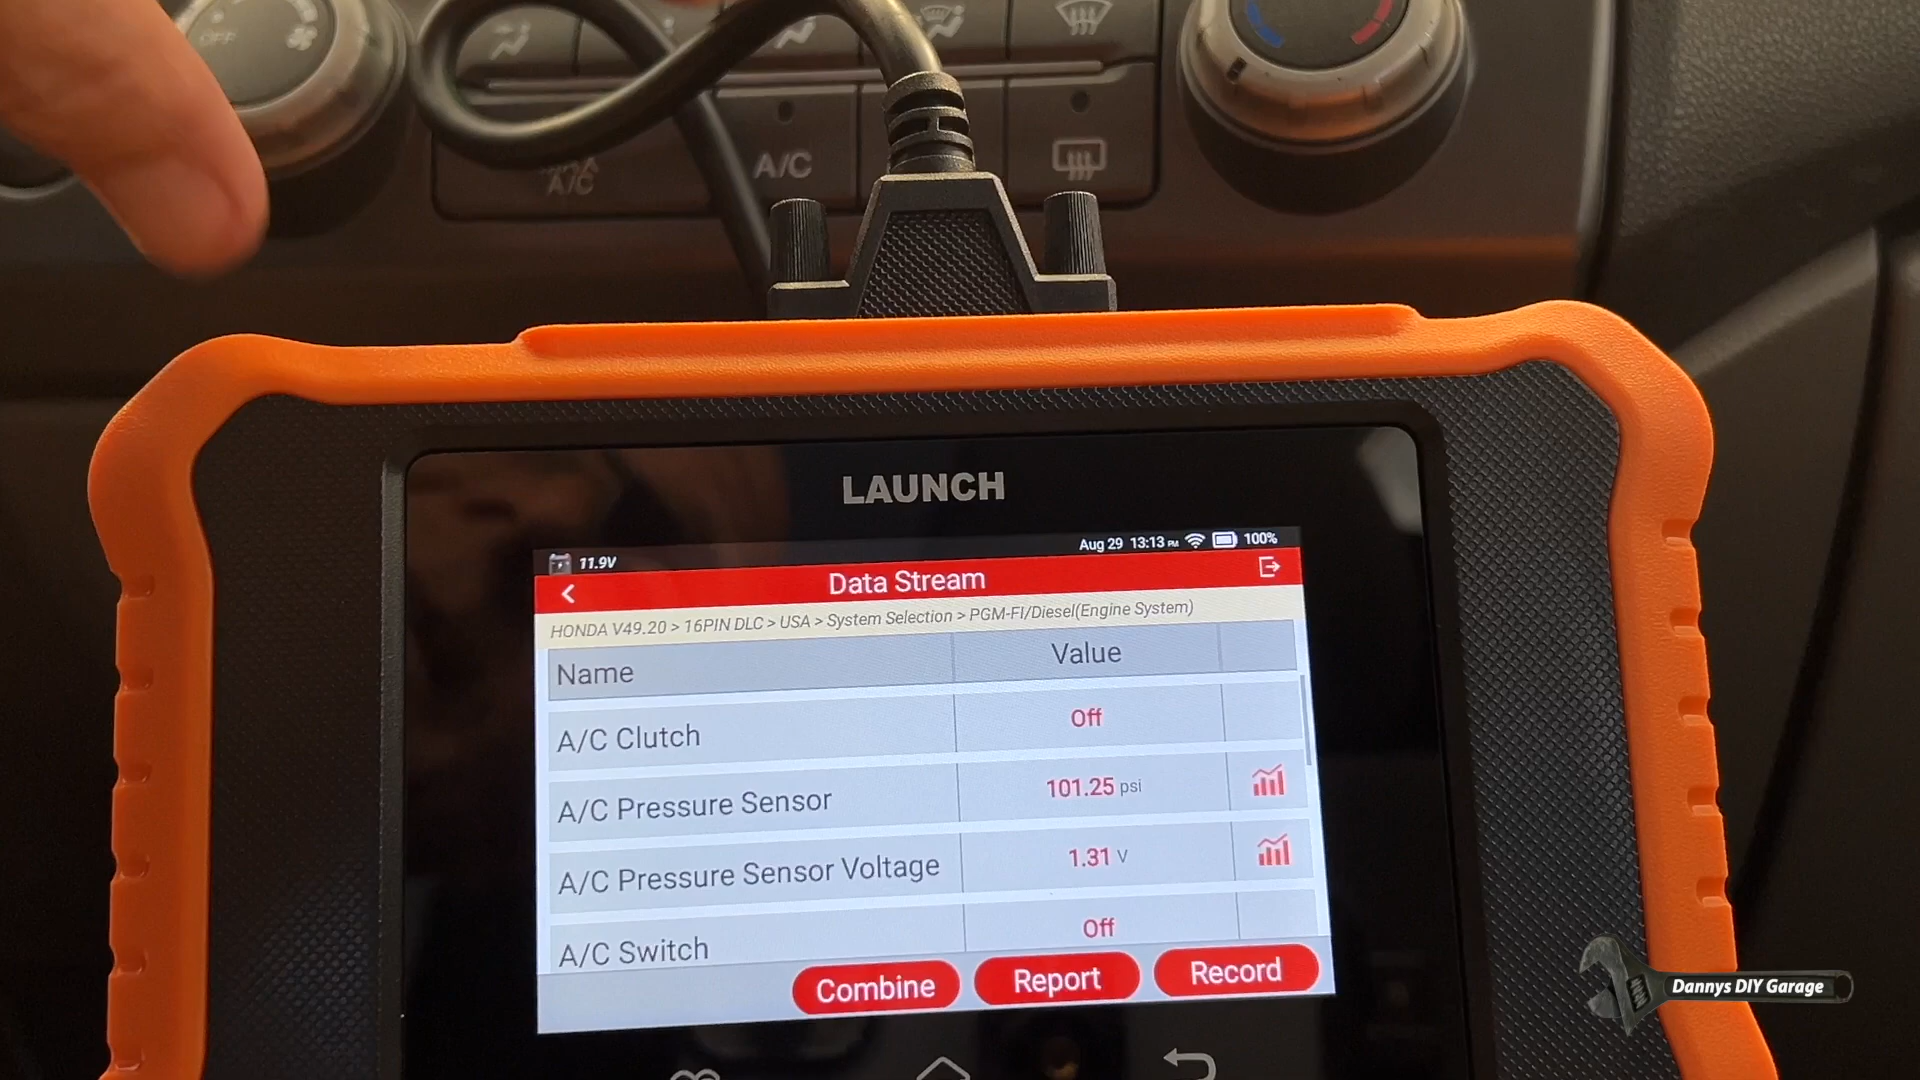 OFF
A/C
A/C
LAUNCH
11.9V
Aug 29 13:13 PM 100%
Data Stream
HONDA V49.20 > 16PIN DLC > USA > System Selection > PGM-FI/Diesel(Engine System)
Name Value
A/C Clutch Off
A/C Pressure Sensor 101.25 psi
A/C Pressure Sensor Voltage 1.31 V
A/C Switch Off
Combine Report Record
Dannys DIY Garage